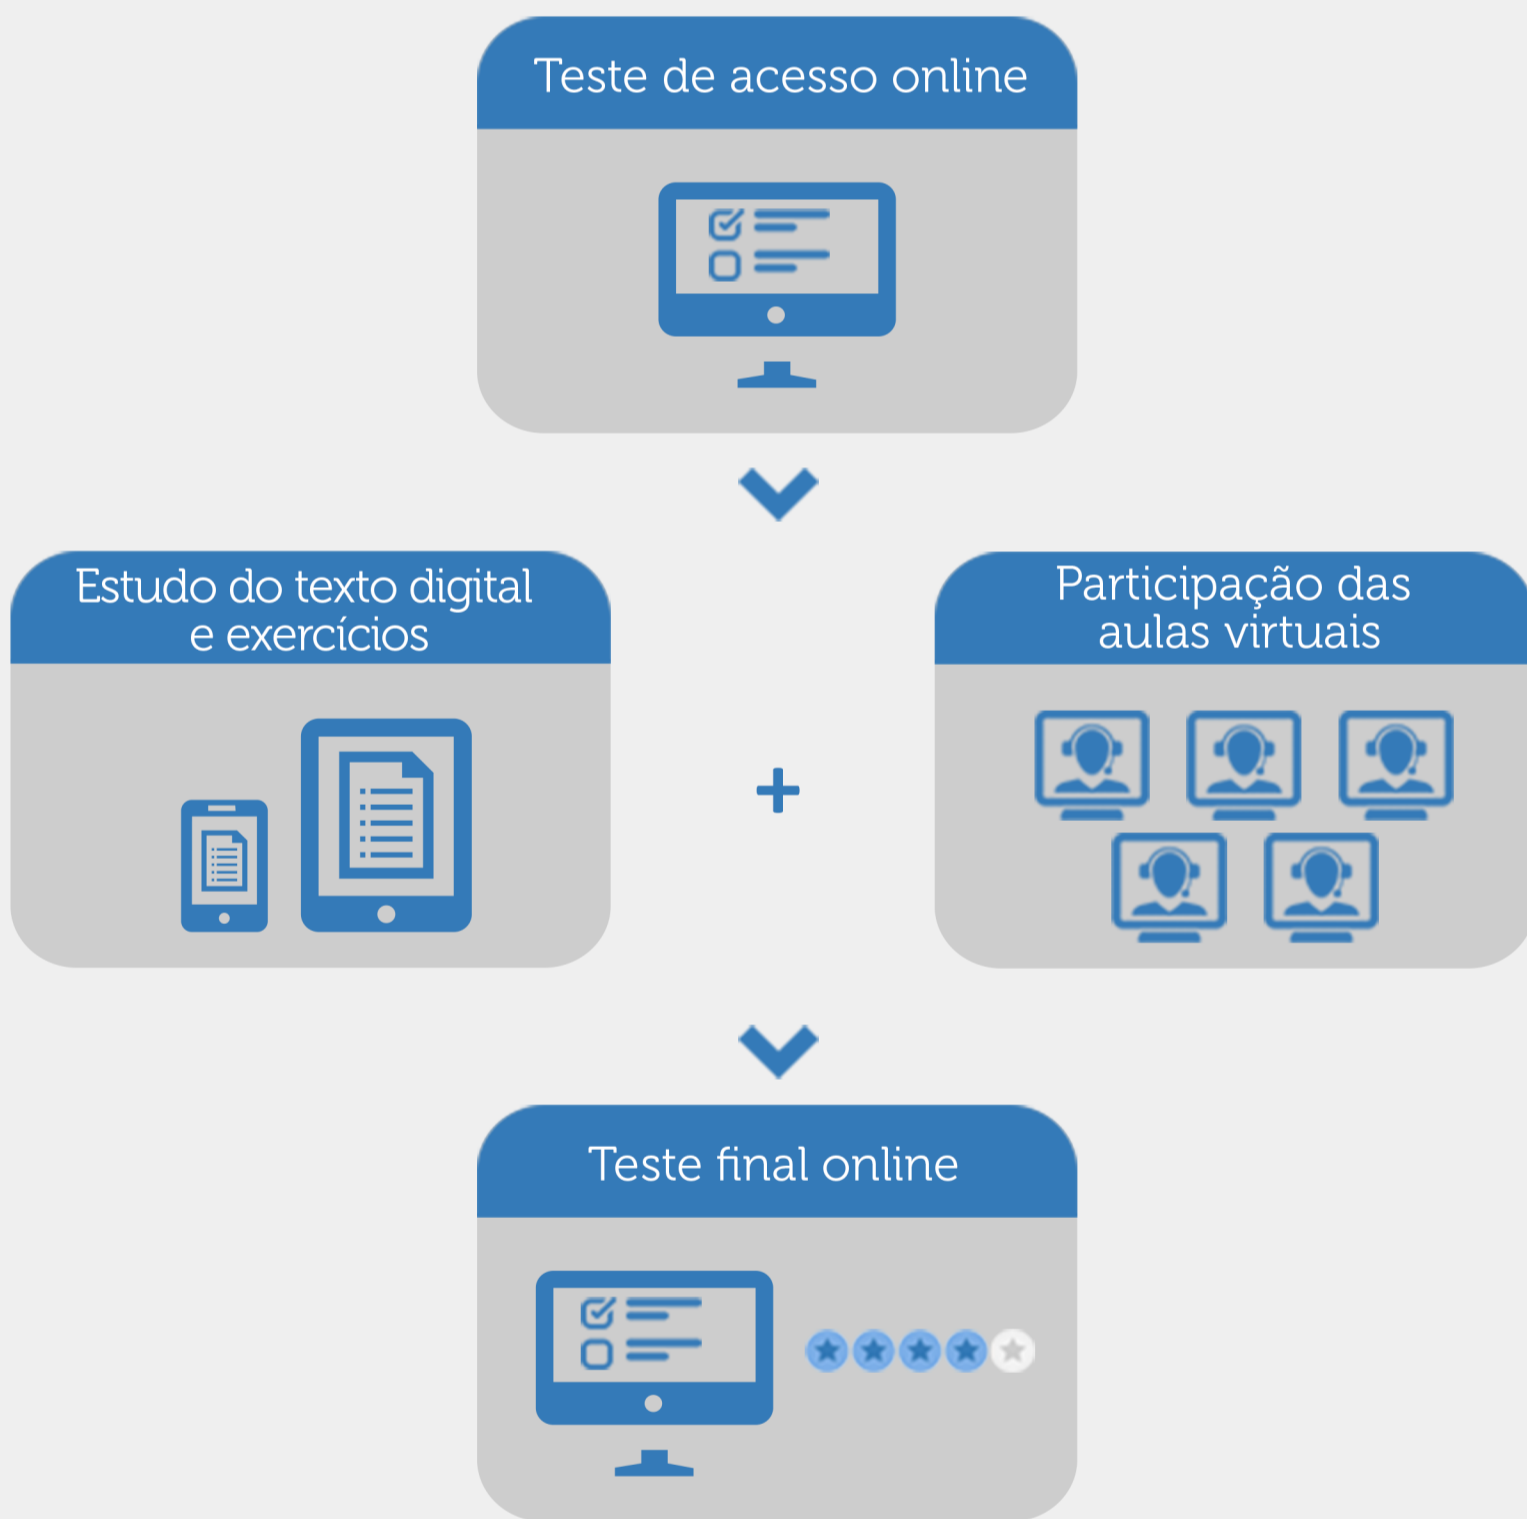 Teste de acesso online
Estudo do texto digital
e exercícios
Participação das
aulas virtuais
+
Teste final online